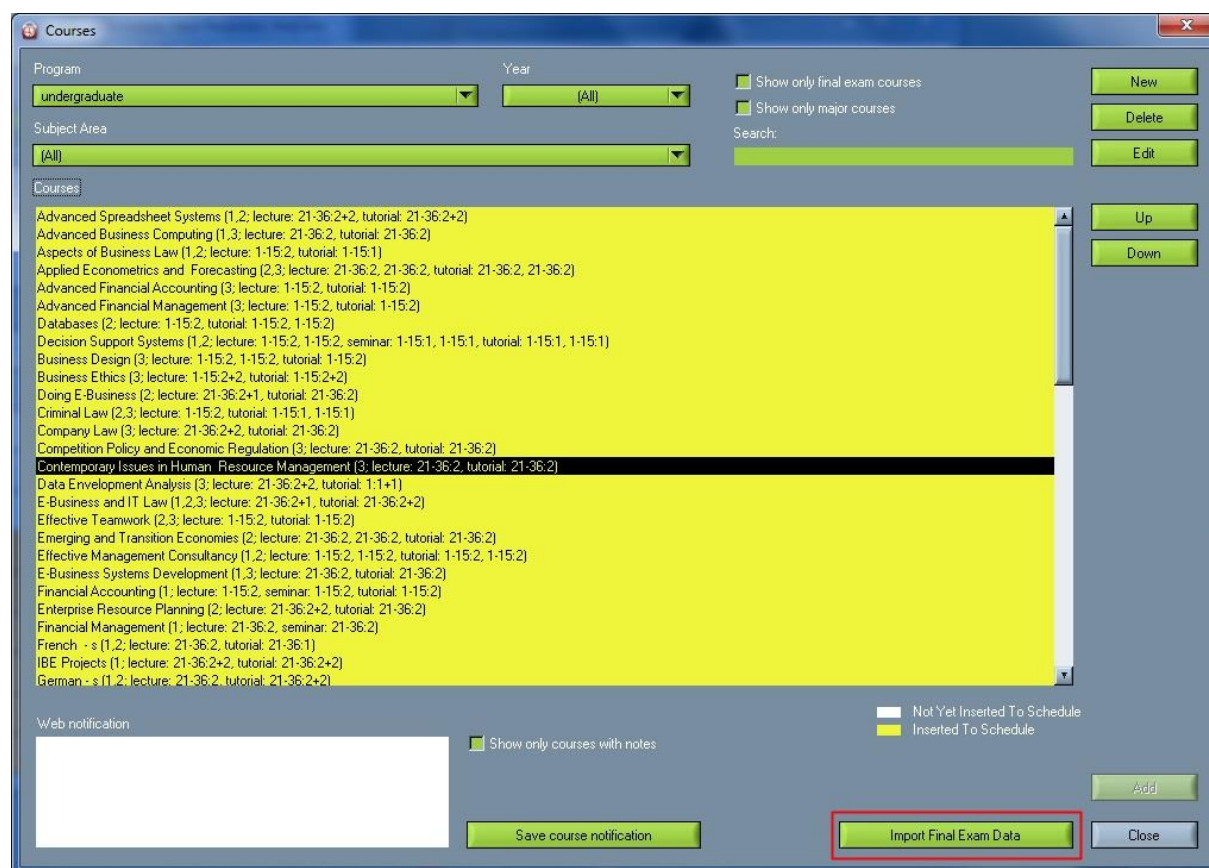 Courses
Program
undergraduate
Year
(All)
Show only final exam courses
Show only major courses
New
Delete
Edit
Subject Area
(All)
Search:
Courses
Advanced Spreadsheet Systems (1,2; lecture: 21-36:2+2, tutorial: 21-36:2+2)
Advanced Business Computing (1,3; lecture: 21-36:2, tutorial: 21-36:2)
Aspects of Business Law (1,2; lecture: 1-15:2, tutorial: 1-15:1)
Applied Econometrics and Forecasting (2,3; lecture: 21-36:2, 21-36:2, tutorial: 21-36:2, 21-36:2)
Advanced Financial Accounting (3; lecture: 1-15:2, tutorial: 1-15:2)
Advanced Financial Management (3; lecture: 1-15:2, tutorial: 1-15:2)
Databases (2; lecture: 1-15:2, tutorial: 1-15:2, 1-15:2)
Decision Support Systems (1,2; lecture: 1-15:2, 1-15:2, seminar: 1-15:1, 1-15:1, tutorial: 1-15:1, 1-15:1)
Business Design (3; lecture: 1-15:2, 1-15:2, tutorial: 1-15:2)
Business Ethics (3; lecture: 1-15:2+2, tutorial: 1-15:2+2)
Doing E-Business (2; lecture: 21-36:2+1, tutorial: 21-36:2)
Criminal Law (2,3; lecture: 1-15:2, tutorial: 1-15:1, 1-15:1)
Company Law (3; lecture: 21-36:2+2, tutorial: 21-36:2)
Competition Policy and Economic Regulation (3; lecture: 21-36:2, tutorial: 21-36:2)
Contemporary Issues in Human Resource Management (3; lecture: 21-36:2, tutorial: 21-36:2)
Data Envelopment Analysis (3; lecture: 21-36:2+2, tutorial: 1:1+1)
E-Business and IT Law (1,2,3; lecture: 21-36:2+1, tutorial: 21-36:2+2)
Effective Teamwork (2,3; lecture: 1-15:2, tutorial: 1-15:2)
Emerging and Transition Economies (2; lecture: 21-36:2, 21-36:2, tutorial: 21-36:2)
Effective Management Consultancy (1,2; lecture: 1-15:2, 1-15:2, tutorial: 1-15:2, 1-15:2)
E-Business Systems Development (1,3; lecture: 21-36:2, tutorial: 21-36:2)
Financial Accounting (1; lecture: 1-15:2, seminar: 1-15:2, tutorial: 1-15:2)
Enterprise Resource Planning (2; lecture: 21-36:2+2, tutorial: 21-36:2)
Financial Management (1; lecture: 21-36:2, seminar: 21-36:2)
French - s (1,2; lecture: 21-36:2, tutorial: 21-36:1)
IBE Projects (1; lecture: 21-36:2+2, tutorial: 21-36:2+2)
German - s (1,2; lecture: 21-36:2, tutorial: 21-36:2+2)
Up
Down
Web notification
Show only courses with notes
Not Yet Inserted To Schedule
Inserted To Schedule
Add
Save course notification
Import Final Exam Data
Close